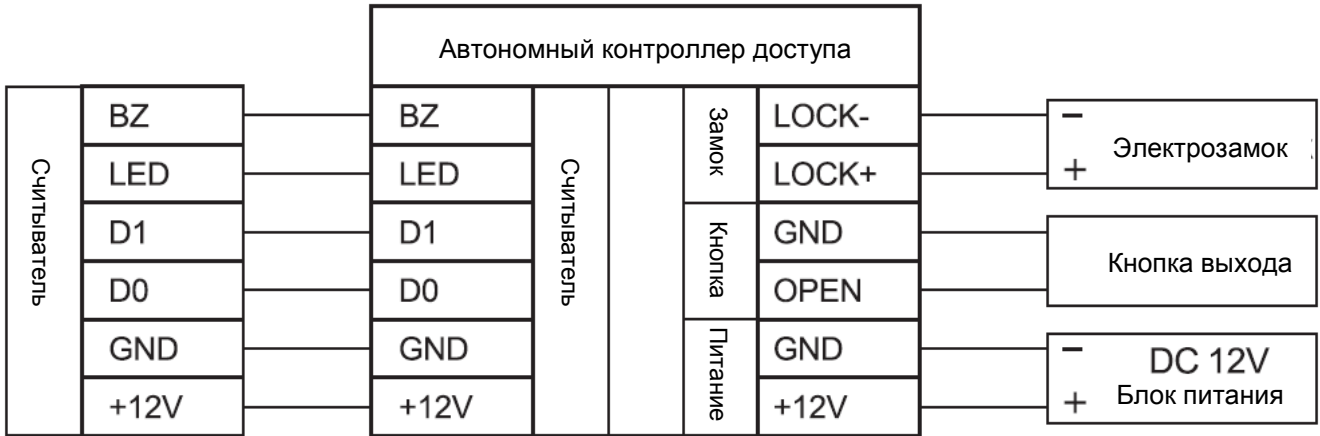 Автономный контроллер доступа
Считыватель
BZ
LED
D1
D0
GND
+12V
BZ
LED
D1
D0
GND
+12V
Считыватель
Замок
Кнопка
Питание
LOCK-
LOCK+
GND
OPEN
GND
+12V
−
Электрозамок
+
Кнопка выхода
− DC 12V
+ Блок питания